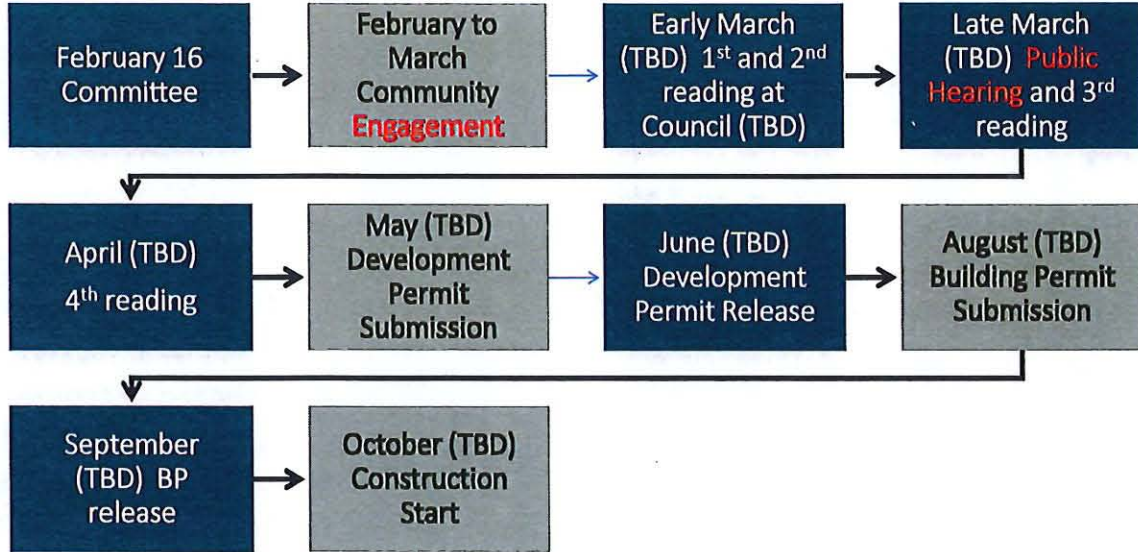 February 16
Committee
February to
March
Community
Engagement
Early March
(TBD) 1st and 2nd
reading at
Council (TBD)
Late March
(TBD) Public
Hearing and 3rd
reading
April (TBD)
4th reading
May (TBD)
Development
Permit
Submission
June (TBD)
Development
Permit Release
August (TBD)
Building Permit
Submission
September
(TBD) BP
release
October (TBD)
Construction
Start